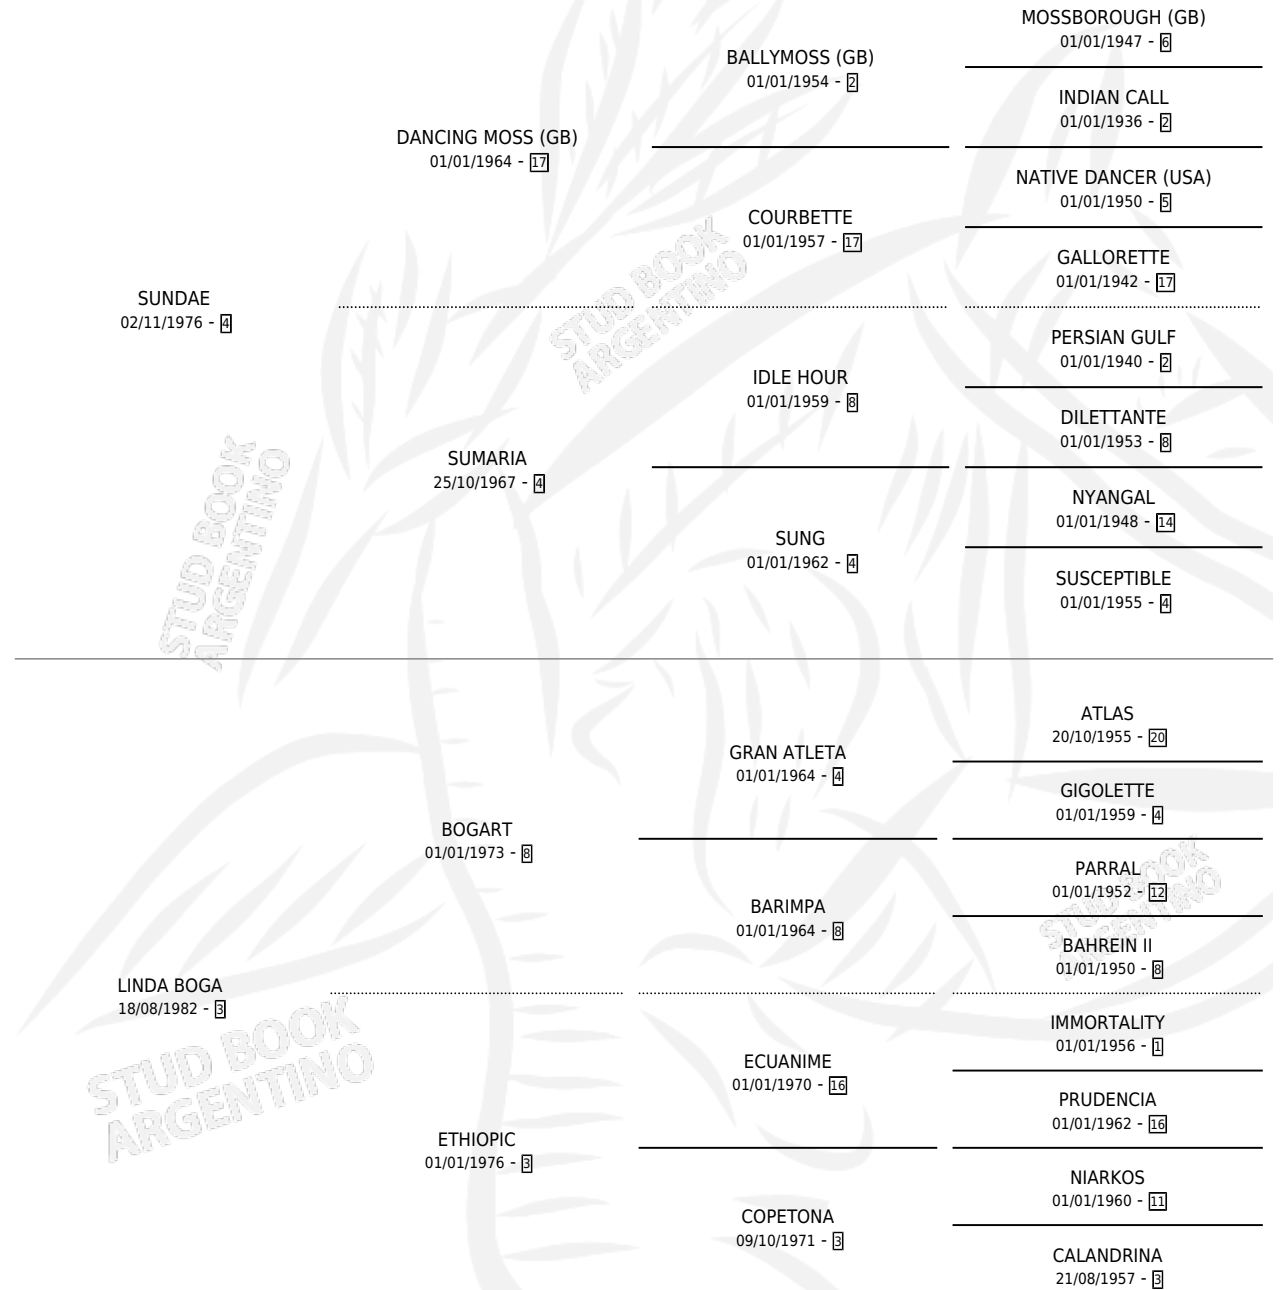 MOSSBOROUGH (GB)
01/01/1947 - 6
BALLYMOSS (GB)
01/01/1954 - 2
INDIAN CALL
01/01/1936 - 2
DANCING MOSS (GB)
01/01/1964 - 17
NATIVE DANCER (USA)
01/01/1950 - 5
COURBETTE
01/01/1957 - 17
GALLORETTE
01/01/1942 - 17
SUNDAE
02/11/1976 - 4
PERSIAN GULF
01/01/1940 - 2
IDLE HOUR
01/01/1959 - 8
DILETTANTE
01/01/1953 - 8
SUMARIA
25/10/1967 - 4
NYANGAL
01/01/1948 - 14
SUNG
01/01/1962 - 4
SUSCEPTIBLE
01/01/1955 - 4
ATLAS
20/10/1955 - 20
GRAN ATLETA
01/01/1964 - 4
GIGOLETTE
01/01/1959 - 4
BOGART
01/01/1973 - 8
PARRAL
01/01/1952 - 12
BARIMPA
01/01/1964 - 8
BAHREIN II
01/01/1950 - 8
LINDA BOGA
18/08/1982 - 3
IMMORTALITY
01/01/1956 - 1
ECUANIME
01/01/1970 - 16
PRUDENCIA
01/01/1962 - 16
ETHIOPIC
01/01/1976 - 3
NIARKOS
01/01/1960 - 11
COPETONA
09/10/1971 - 3
CALANDRINA
21/08/1957 - 3
STUD BOOK
ARGENTINO
STUD BOOK
ARGENTINO
STUD BOOK
ARGENTINO
STUD BOOK
ARGENTINO